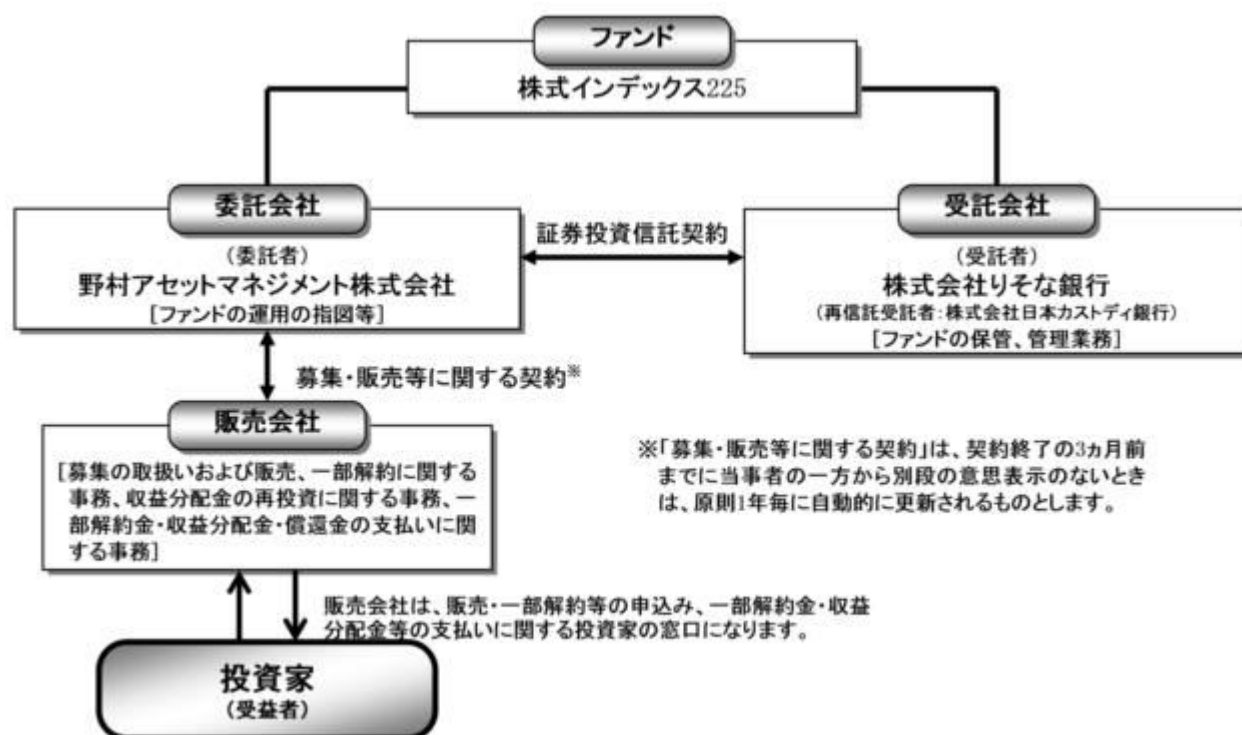 ファンド
株式インデックス225
委託会社
(委託者)
野村アセットマネジメント株式会社
[ファンドの運用の指図等]
証券投資信託契約
受託会社
(受託者)
株式会社りそな銀行
(再信託受託者:株式会社日本カストディ銀行)
[ファンドの保管、管理業務]
募集・販売等に関する契約※
販売会社
[募集の取扱いおよび販売、一部解約に関する
事務、収益分配金の再投資に関する事務、一
部解約金・収益分配金・償還金の支払いに関
する事務]
※「募集・販売等に関する契約」は、契約終了の3ヵ月前
までに当事者の一方から別段の意思表示のないとき
は、原則1年毎に自動的に更新されるものとします。
販売会社は、販売・一部解約等の申込み、一部解約金・収益
分配金等の支払いに関する投資家の窓口になります。
投資家
(受益者)